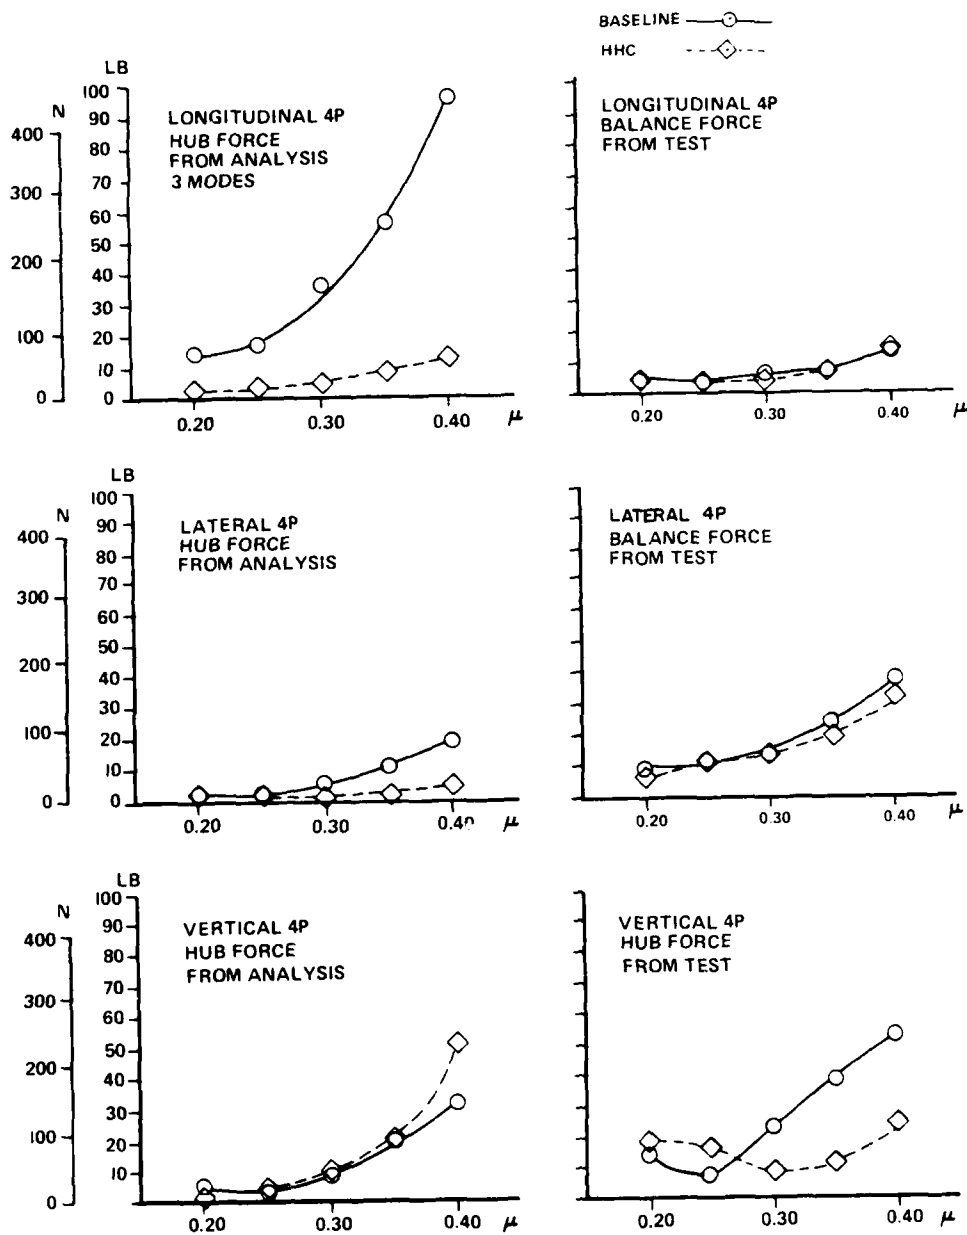 BASELINE
HHC
LB
N
100
90
80
70
60
50
40
30
20
10
0
400
300
200
100
0
LONGITUDINAL 4P
HUB FORCE
FROM ANALYSIS
3 MODES
0.20
0.30
0.40
μ
LONGITUDINAL 4P
BALANCE FORCE
FROM TEST
0.20
0.30
0.40
μ
LB
N
100
90
80
70
60
50
40
30
20
10
0
400
300
200
100
0
LATERAL 4P
HUB FORCE
FROM ANALYSIS
0.20
0.30
0.40
μ
LATERAL 4P
BALANCE FORCE
FROM TEST
0.20
0.30
0.40
μ
LB
N
100
90
80
70
60
50
40
30
20
10
400
300
200
100
0
VERTICAL 4P
HUB FORCE
FROM ANALYSIS
0.20
0.30
0.40
μ
VERTICAL 4P
HUB FORCE
FROM TEST
0.20
0.30
0.40
μ